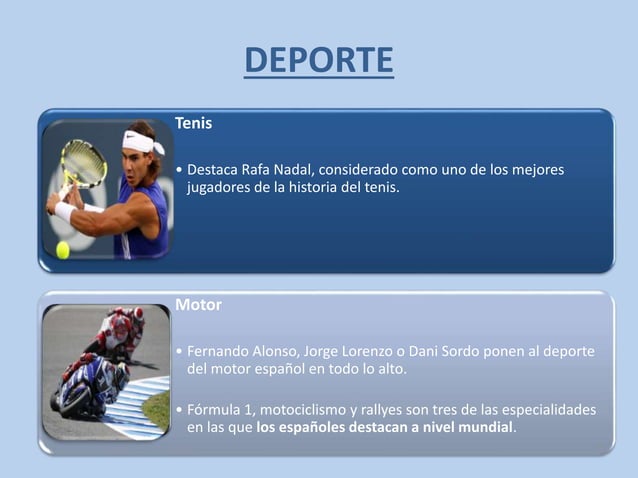 DEPORTE
Tenis
• Destaca Rafa Nadal, considerado como uno de los mejores
jugadores de la historia del tenis.
Motor
• Fernando Alonso, Jorge Lorenzo o Dani Sordo ponen al deporte
del motor español en todo lo alto.
• Fórmula 1, motociclismo y rallyes son tres de las especialidades
en las que los españoles destacan a nivel mundial.